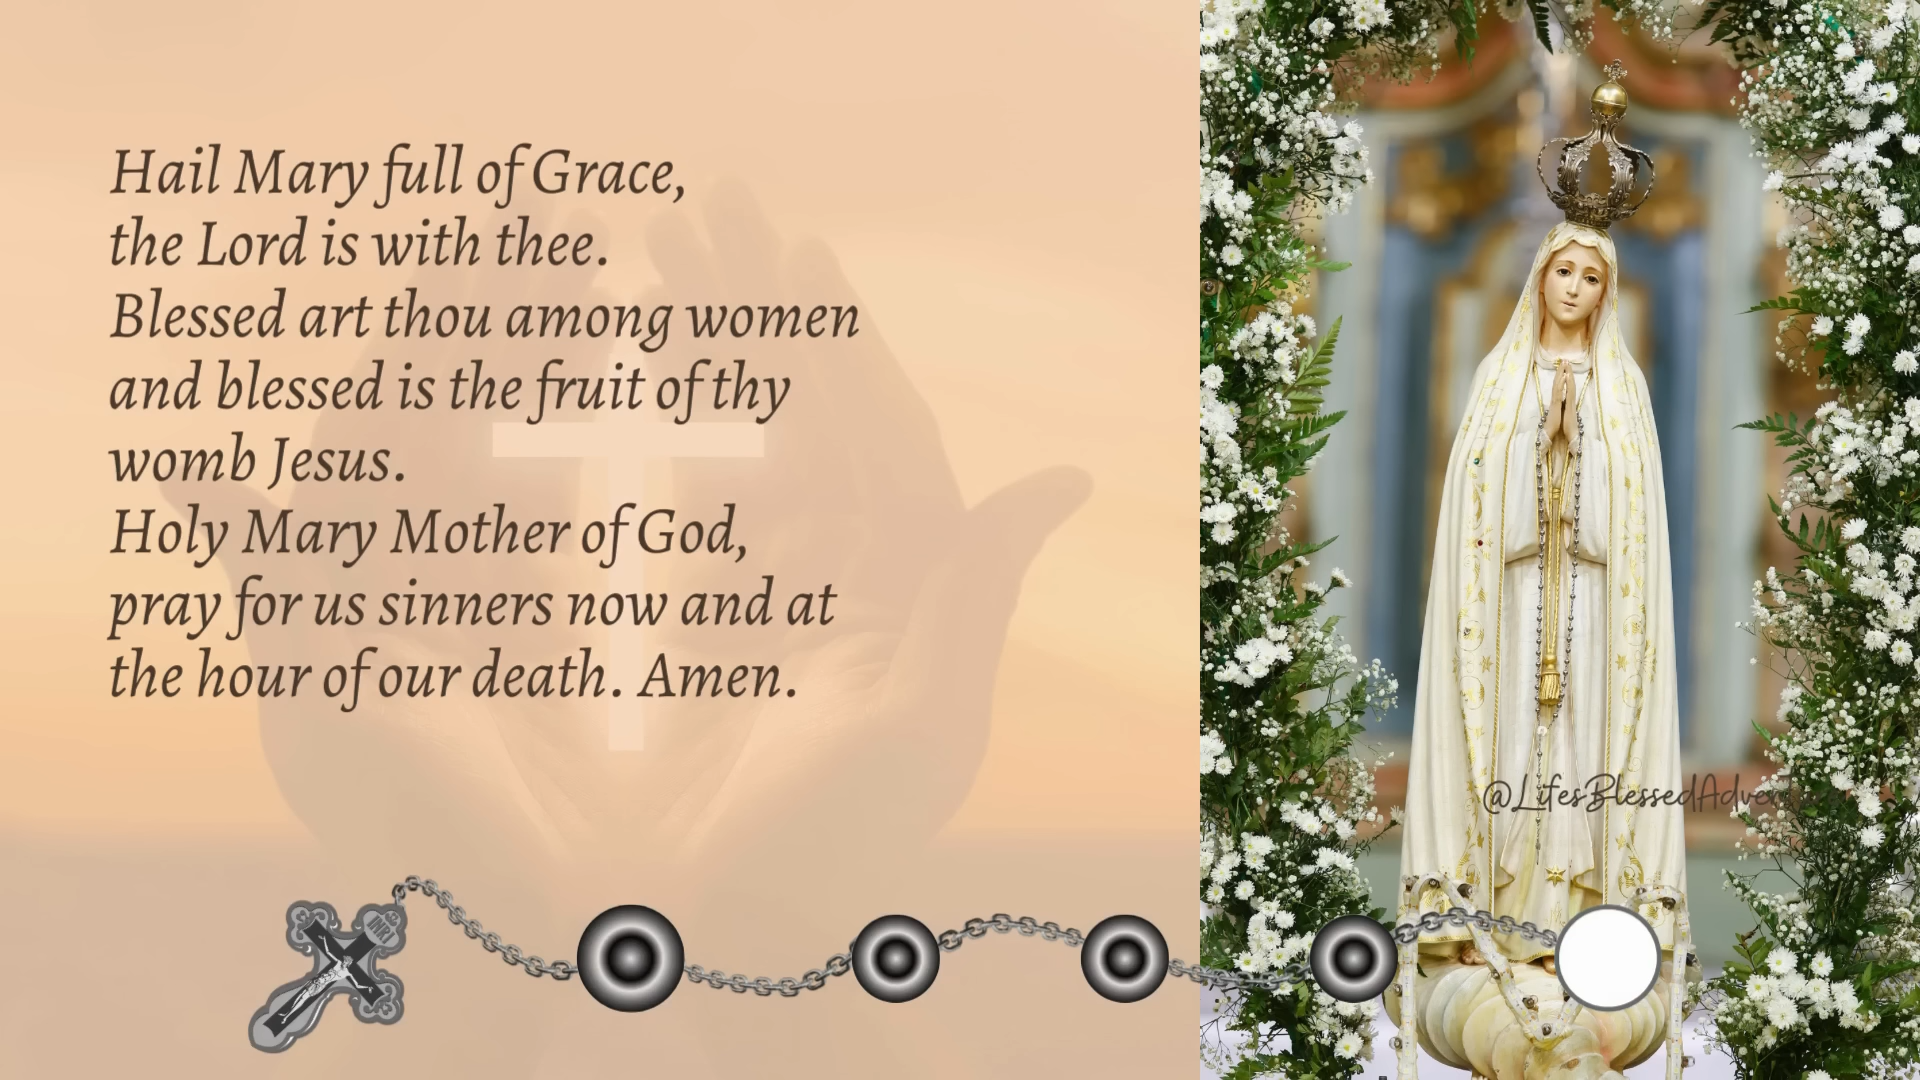 Hail Mary full of Grace,
the Lord is with thee.
Blessed art thou among women
and blessed is the fruit of thy
womb Jesus.
Holy Mary Mother of God,
pray for us sinners now and at
the hour of our death. Amen.
INRI